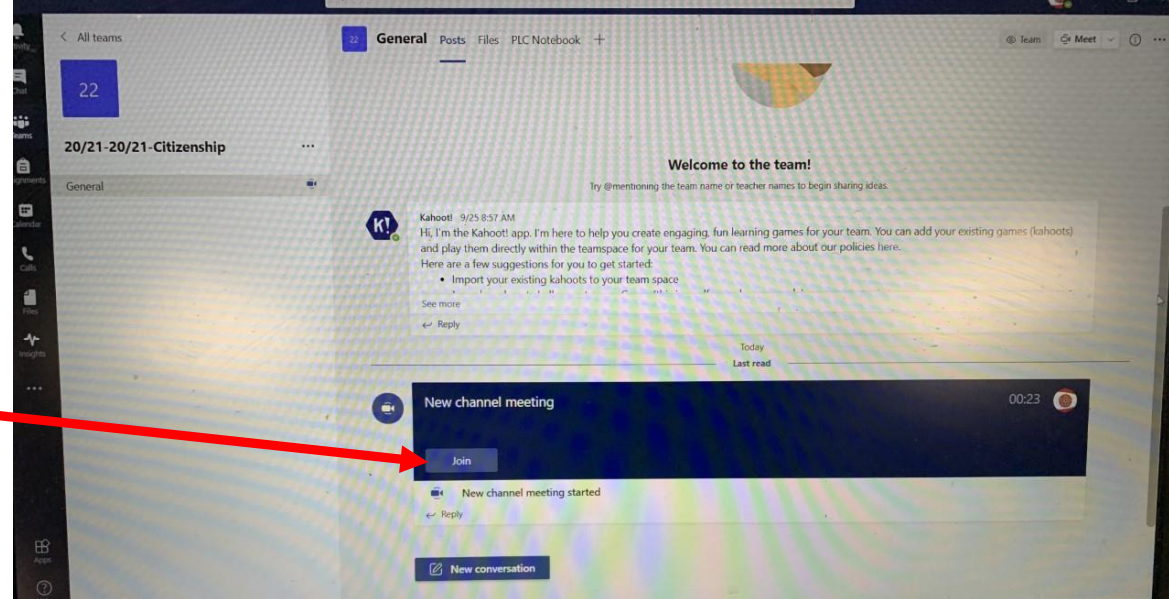 < All teams
22 General Posts Files PLC Notebook +
Team Meet
Chat
22
Teams
20/21-20/21-Citizenship ...
Welcome to the team!
General
Try @mentioning the team name or teacher names to begin sharing ideas.
Calendar
K! Kahoot! 9/25 8:57 AM
Hi, I'm the Kahoot! app. I'm here to help you create engaging, fun learning games for your team. You can add your existing games (kahoots)
and play them directly within the teamspace for your team. You can read more about our policies here.
Here are a few suggestions for you to get started:
• Import your existing kahoots to your team space
See more
Reply
Calls
Files
Insights
Today
Last read
New channel meeting 00:23
Join
New channel meeting started
Reply
New conversation
Apps